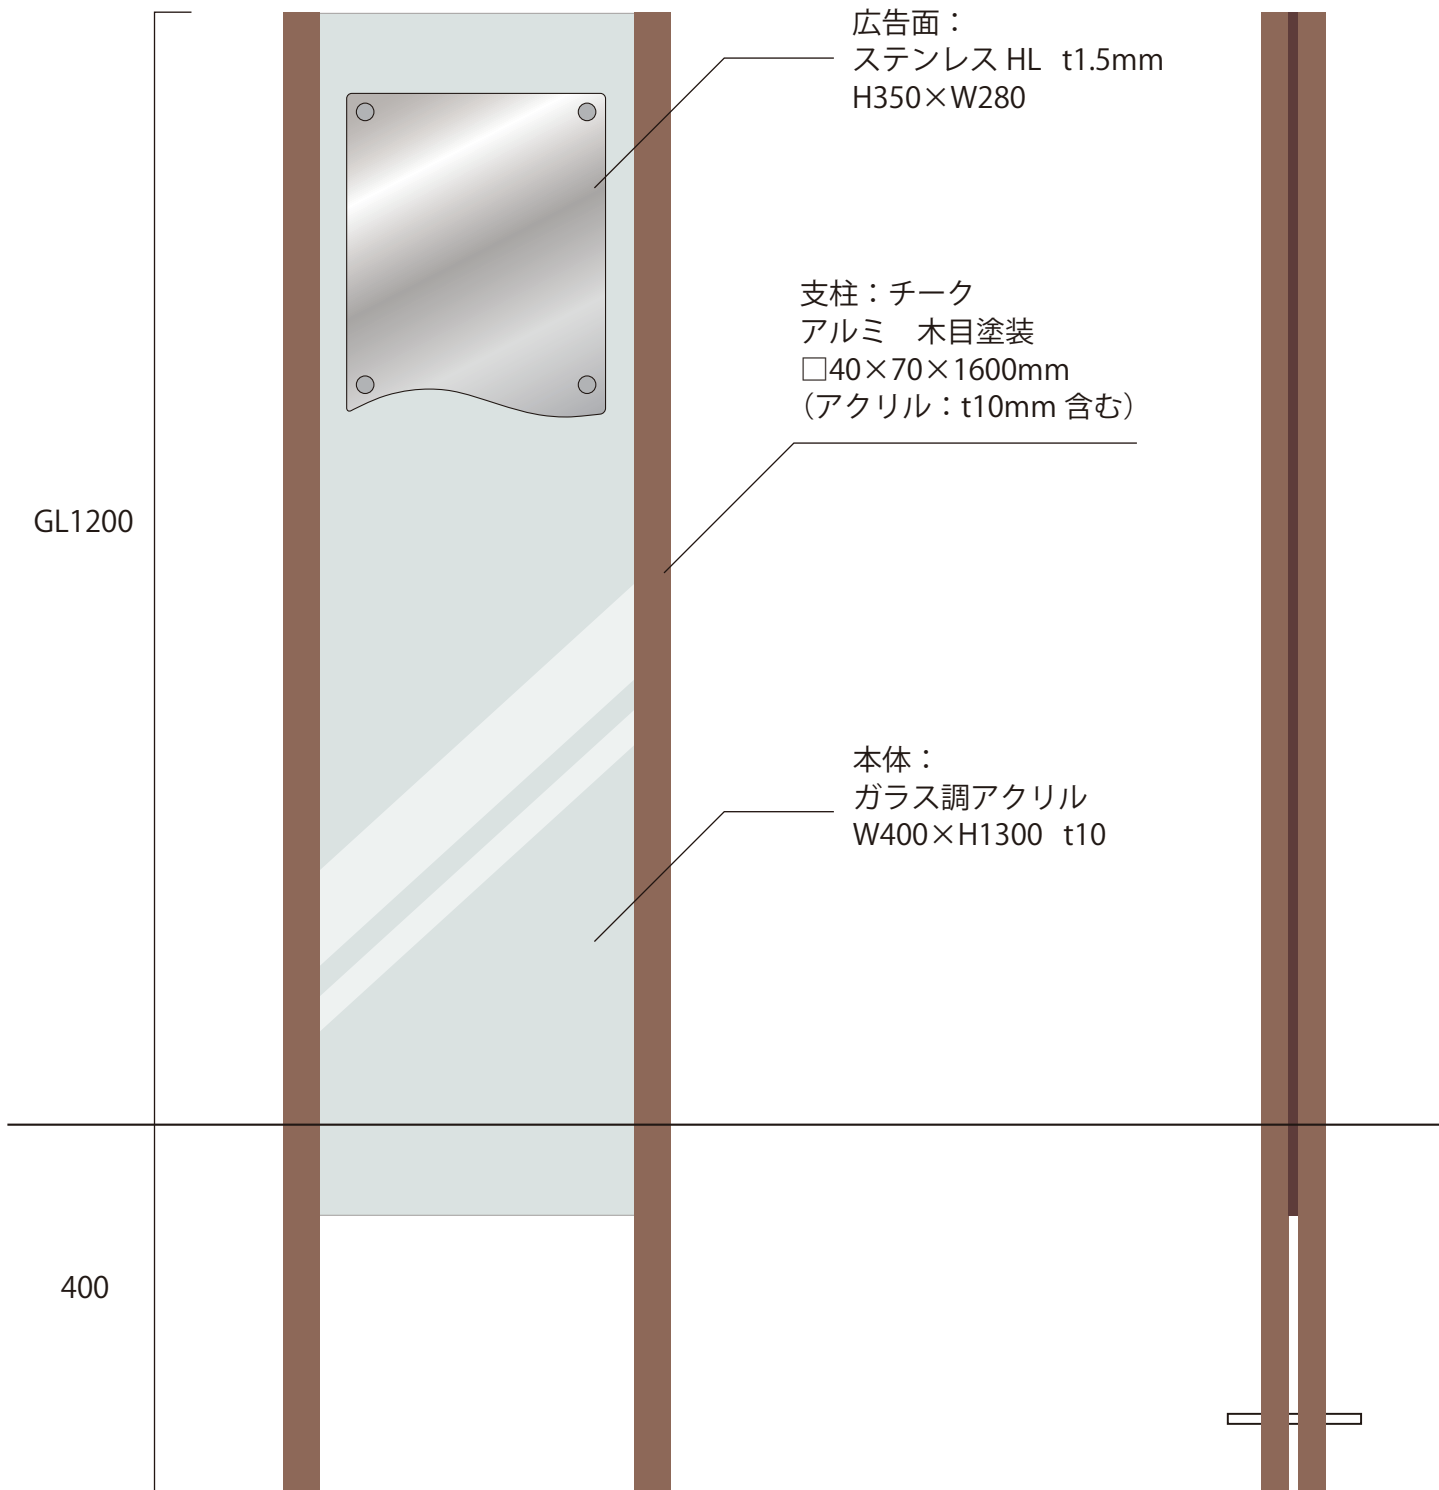 広告面：
ステンレス HL t1.5mm
H350×W280
支柱：チーク
アルミ　木目塗装
□40×70×1600mm
（アクリル：t10mm 含む）
GL1200
本体：
ガラス調アクリル
W400×H1300 t10
400